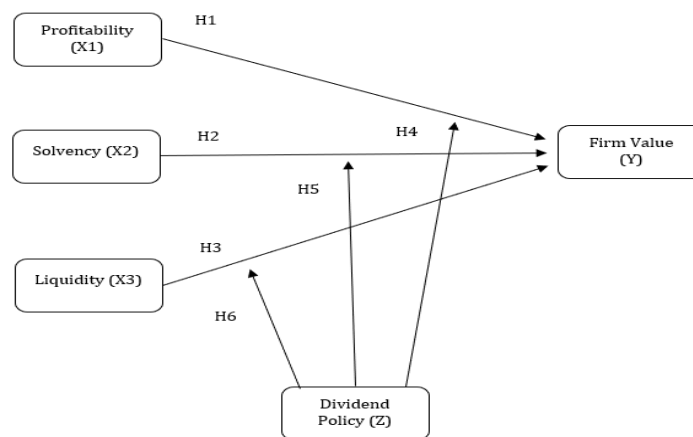 H1
Profitability
(X1)
H2
H4
Solvency (X2)
Firm Value
(Y)
H5
H3
Liquidity (X3)
H6
Dividend
Policy (Z)